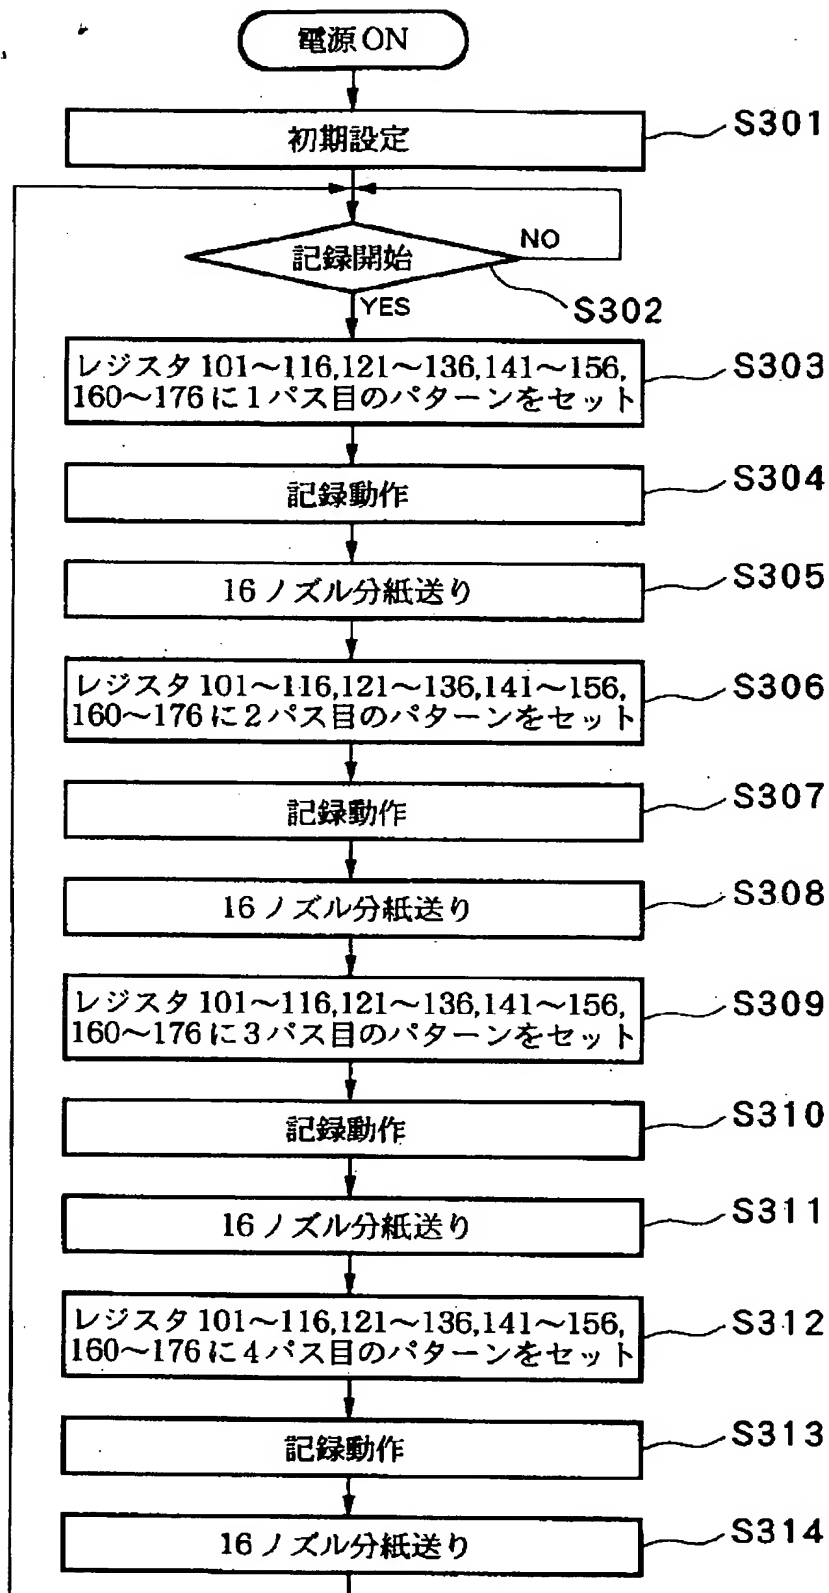 電源ON
初期設定
S301
記録開始
NO
YES
S302
レジスタ101～116,121～136,141～156,
160～176に1パス目のパターンをセット
S303
記録動作
S304
16ノズル分紙送り
S305
レジスタ101～116,121～136,141～156,
160～176に2パス目のパターンをセット
S306
記録動作
S307
16ノズル分紙送り
S308
レジスタ101～116,121～136,141～156,
160～176に3パス目のパターンをセット
S309
記録動作
S310
16ノズル分紙送り
S311
レジスタ101～116,121～136,141～156,
160～176に4パス目のパターンをセット
S312
記録動作
S313
16ノズル分紙送り
S314